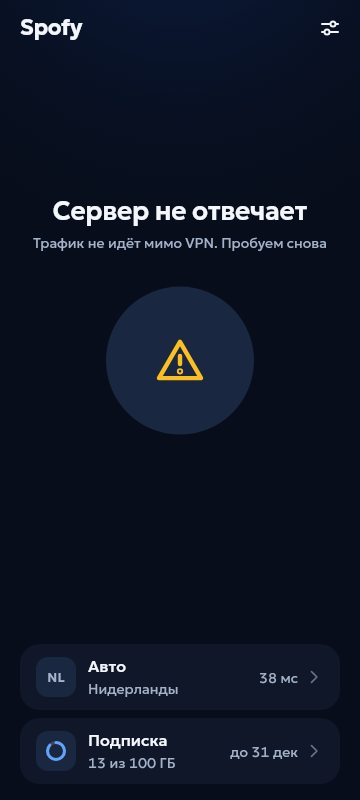 Spofy
Сервер не отвечает
Трафик не идёт мимо VPN. Пробуем снова
NL
Авто
Нидерланды
38 мс
Подписка
13 из 100 ГБ
до 31 дек